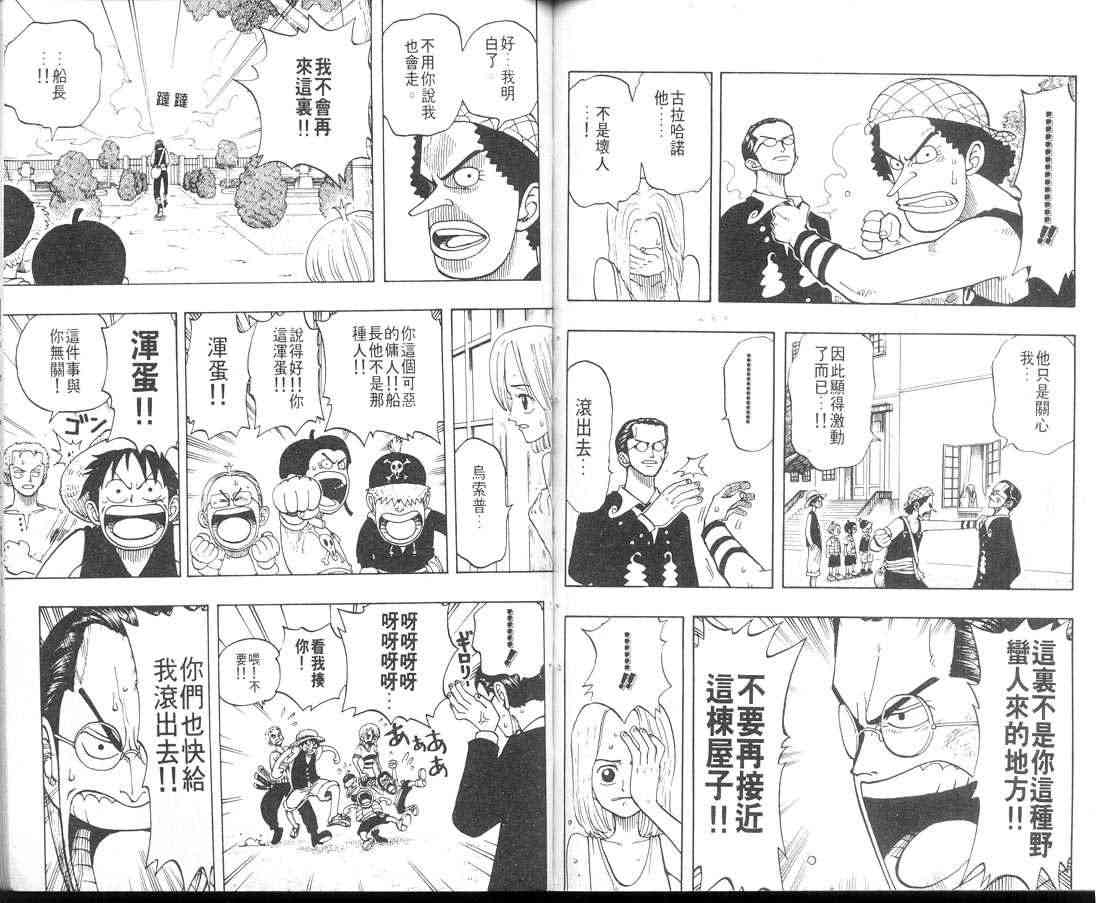 …………!!
古拉哈諾
他……
不是壞人
…!
他只是關心
我…
因此顯得激動
了而已…!!
…………
滾出去…
這裏不是你這種野
蠻人來的地方!!
不要再接近
這棟屋子!!
……!!
好…我明
白了。
不用你說我
也會走。
我不會再
來這裏!!
躂躂
…船長
…!!
烏索普…
你這個可惡
的傭人!!船
長他不是那
種人!!
說得好!!你
這渾蛋!!
渾蛋!!
渾蛋!!
這件事與
你無關!
ゴン
……!!
ギロリ
呀呀呀呀
呀呀呀呀…
看我揍
你!
喂!不
要!!
あぁああ
你們也快給
我滾出去!!